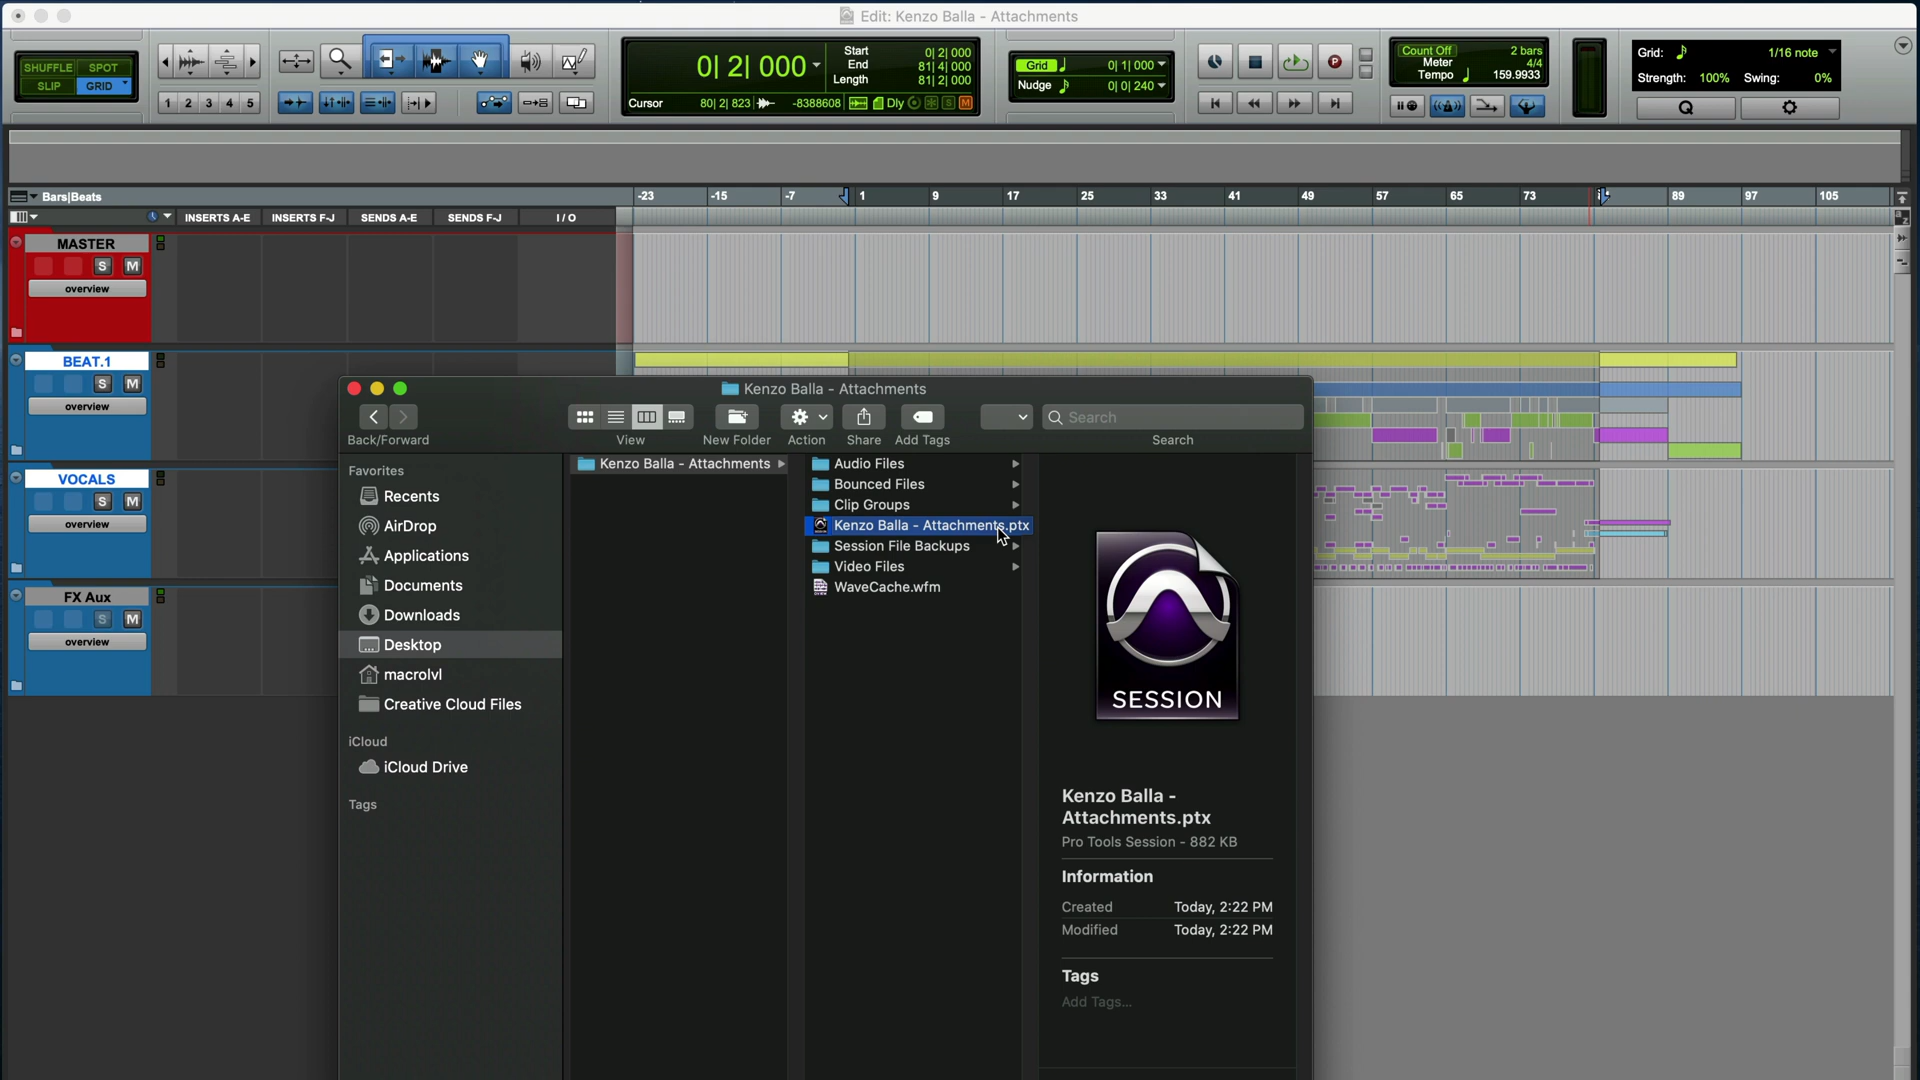 Edit: Kenzo Balla - Attachments
SHUFFLE SPOT
SLIP GRID
1 2 3 4 5
0| 2| 000
Start 0| 2| 000
End 81| 4| 000
Length 81| 2| 000
Cursor 80| 2| 823 -8388608 Dly S M
Grid 0| 1| 000
Nudge 0| 0| 240
P
Count Off 2 bars
Meter 4/4
Tempo 159.9933
Grid: 1/16 note
Strength: 100% Swing: 0%
Q
Bars|Beats
-23 -15 -7 1 9 17 25 33 41 49 57 65 73 89 97 105
INSERTS A-E INSERTS F-J SENDS A-E SENDS F-J I / O
a z
MASTER
S M
overview
BEAT.1
S M
overview
VOCALS
S M
overview
FX Aux
S M
overview
Kenzo Balla - Attachments
Search
Back/Forward View New Folder Action Share Add Tags Search
Favorites
Recents
AirDrop
Applications
Documents
Downloads
Desktop
macrolvl
Creative Cloud Files
iCloud
iCloud Drive
Tags
Kenzo Balla - Attachments
Audio Files
Bounced Files
Clip Groups
Kenzo Balla - Attachments.ptx
Session File Backups
Video Files
WaveCache.wfm
SESSION
Kenzo Balla -
Attachments.ptx
Pro Tools Session - 882 KB
Information
Created Today, 2:22 PM
Modified Today, 2:22 PM
Tags
Add Tags...